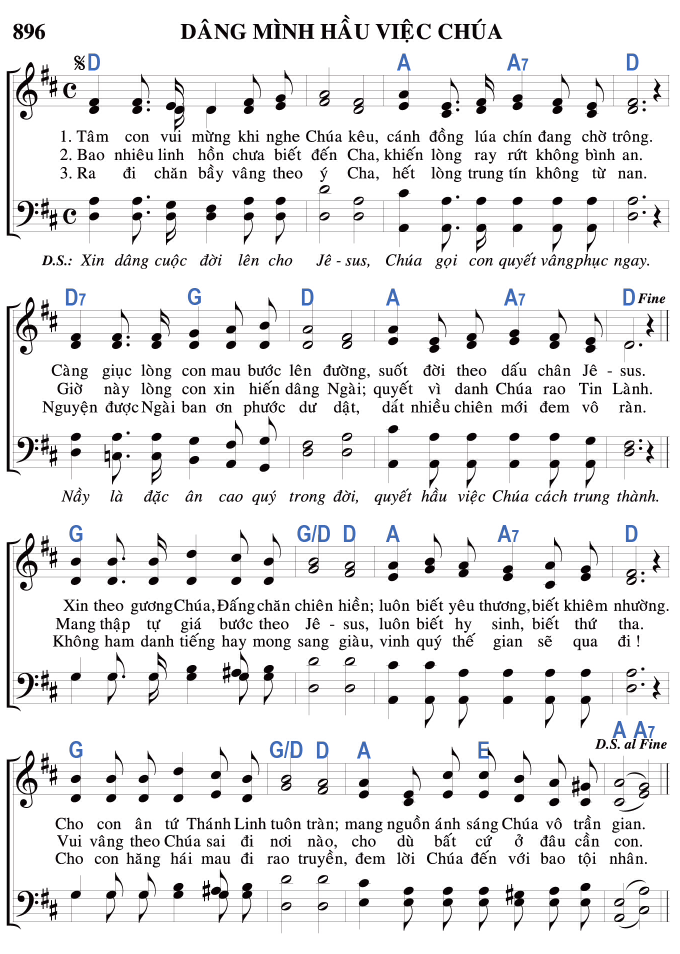 896 DÂNG MÌNH HẦU VIỆC CHÚA
D A A7 D
1. Tâm con vui mừng khi nghe Chúa kêu, cánh đồng lúa chín đang chờ trông.
2. Bao nhiêu linh hồn chưa biết đến Cha, khiến lòng ray rứt không bình an.
3. Ra đi chăn bầy vâng theo ý Cha, hết lòng trung tín không từ nan.
D.S.: Xin dâng cuộc đời lên cho Jê - sus, Chúa gọi con quyết vâng phục ngay.
D7 G D A A7 D Fine
Càng giục lòng con mau bước lên đường, suốt đời theo dấu chân Jê - sus.
Giờ này lòng con xin hiến dâng Ngài; quyết vì danh Chúa rao Tin Lành.
Nguyện được Ngài ban ơn phước dư dật, dắt nhiều chiên mới đem vô ràn.
Nầy là đặc ân cao quý trong đời, quyết hầu việc Chúa cách trung thành.
G G/D D A A7 D
Xin theo gương Chúa, Đấng chăn chiên hiền; luôn biết yêu thương, biết khiêm nhường.
Mang thập tự giá bước theo Jê - sus, luôn biết hy sinh, biết thứ tha.
Không ham danh tiếng hay mong sang giàu, vinh quý thế gian sẽ qua đi !
G G/D D A E A A7
D.S. al Fine
Cho con ân tứ Thánh Linh tuôn tràn; mang nguồn ánh sáng Chúa vô trần gian.
Vui vâng theo Chúa sai đi nơi nào, cho dù bất cứ ở đâu cần con.
Cho con hăng hái mau đi rao truyền, đem lời Chúa đến với bao tội nhân.